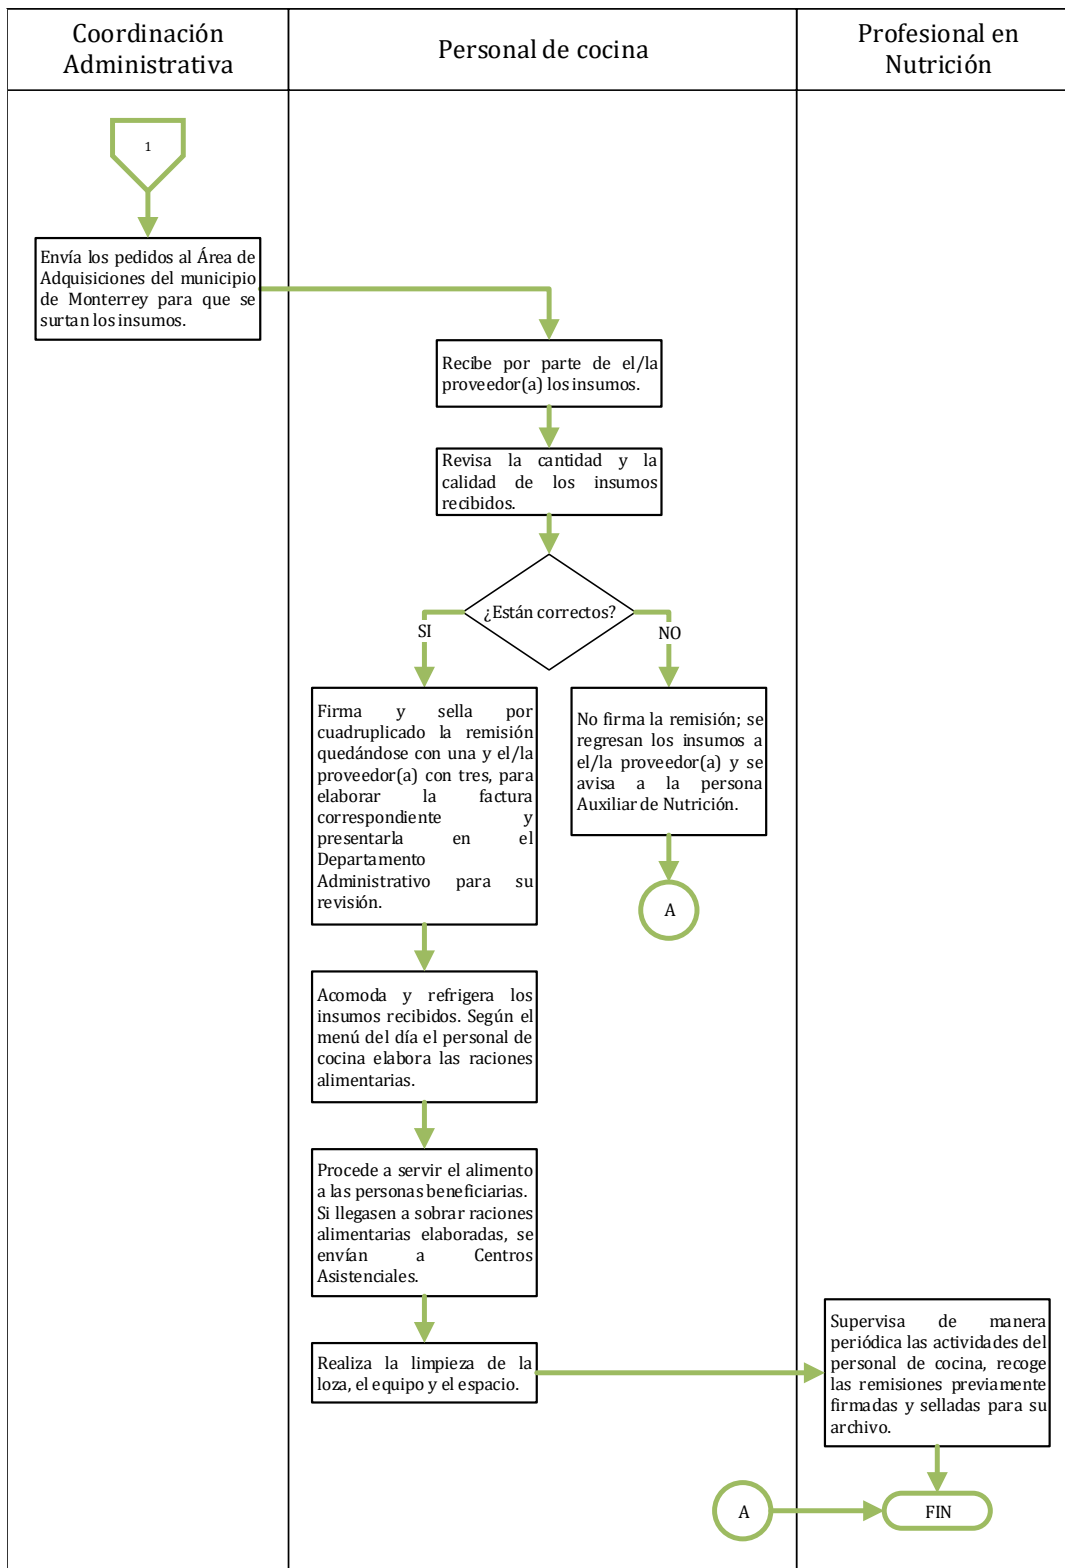 Coordinación
Administrativa
Personal de cocina
Profesional en
Nutrición
1
Envía los pedidos al Área de
Adquisiciones del municipio
de Monterrey para que se
surtan los insumos.
Recibe por parte de el/la
proveedor(a) los insumos.
Revisa la cantidad y la
calidad de los insumos
recibidos.
¿Están correctos?
SI
NO
Firma y sella por
cuadruplicado la remisión
quedándose con una y el/la
proveedor(a) con tres, para
elaborar la factura
correspondiente y
presentarla en el
Departamento
Administrativo para su
revisión.
No firma la remisión; se
regresan los insumos a
el/la proveedor(a) y se
avisa a la persona
Auxiliar de Nutrición.
A
Acomoda y refrigera los
insumos recibidos. Según el
menú del día el personal de
cocina elabora las raciones
alimentarias.
Procede a servir el alimento
a las personas beneficiarias.
Si llegasen a sobrar raciones
alimentarias elaboradas, se
envían a Centros
Asistenciales.
Realiza la limpieza de la
loza, el equipo y el espacio.
Supervisa de manera
periódica las actividades del
personal de cocina, recoge
las remisiones previamente
firmadas y selladas para su
archivo.
A
FIN